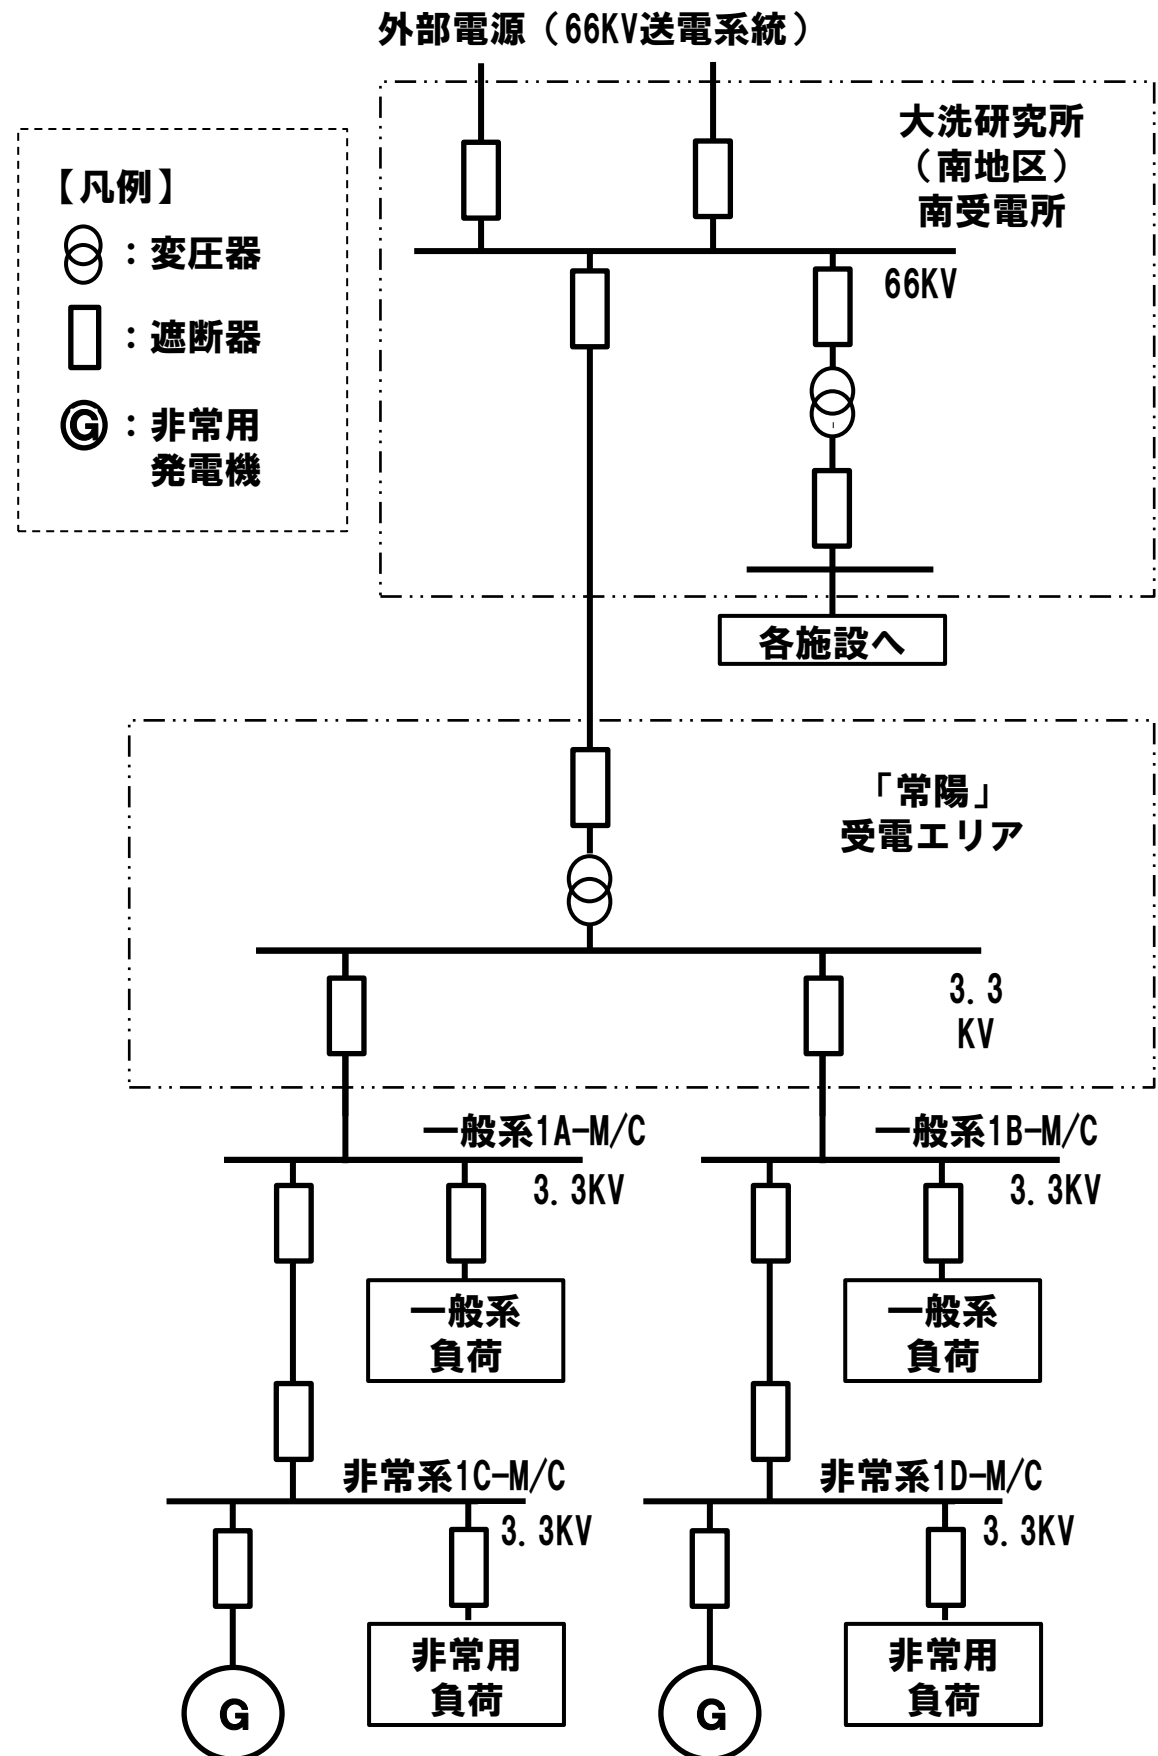 外部電源（66KV送電系統）
大洗研究所
（南地区）
南受電所
【凡例】
：変圧器
：遮断器
G：非常用
発電機
66KV
各施設へ
「常陽」
受電エリア
3.3
KV
一般系1A-M/C
3.3KV
一般系1B-M/C
3.3KV
一般系
負荷
一般系
負荷
非常系1C-M/C
3.3KV
非常系1D-M/C
3.3KV
非常用
負荷
非常用
負荷
G
G